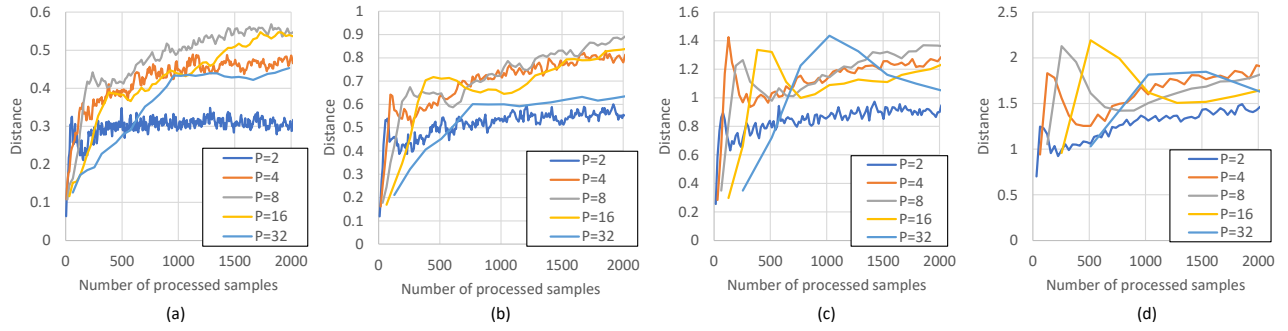 Distance
0.6
0.5
0.4
0.3
0.2
0.1
0
P=2
P=4
P=8
P=16
P=32
0 500 1000 1500 2000
Number of processed samples
(a)
Distance
1
0.9
0.8
0.7
0.6
0.5
0.4
0.3
0.2
0.1
0
P=2
P=4
P=8
P=16
P=32
0 500 1000 1500 2000
Number of processed samples
(b)
Distance
1.6
1.4
1.2
1
0.8
0.6
0.4
0.2
0
P=2
P=4
P=8
P=16
P=32
0 500 1000 1500 2000
Number of processed samples
(c)
Distance
2.5
2
1.5
1
0.5
0
P=2
P=4
P=8
P=16
P=32
0 500 1000 1500 2000
Number of processed samples
(d)